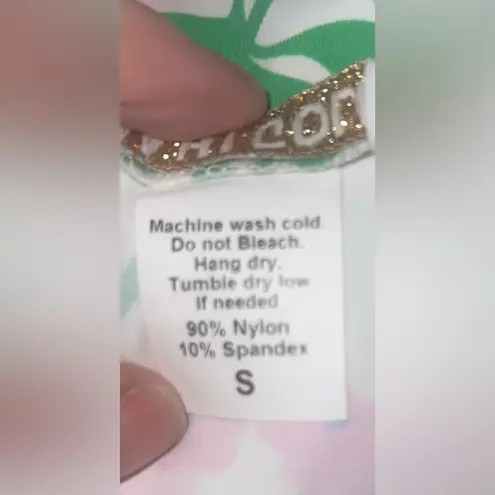 Machine wash cold.
Do not Bleach.
Hang dry.
Tumble dry low
If needed
90% Nylon
10% Spandex
S